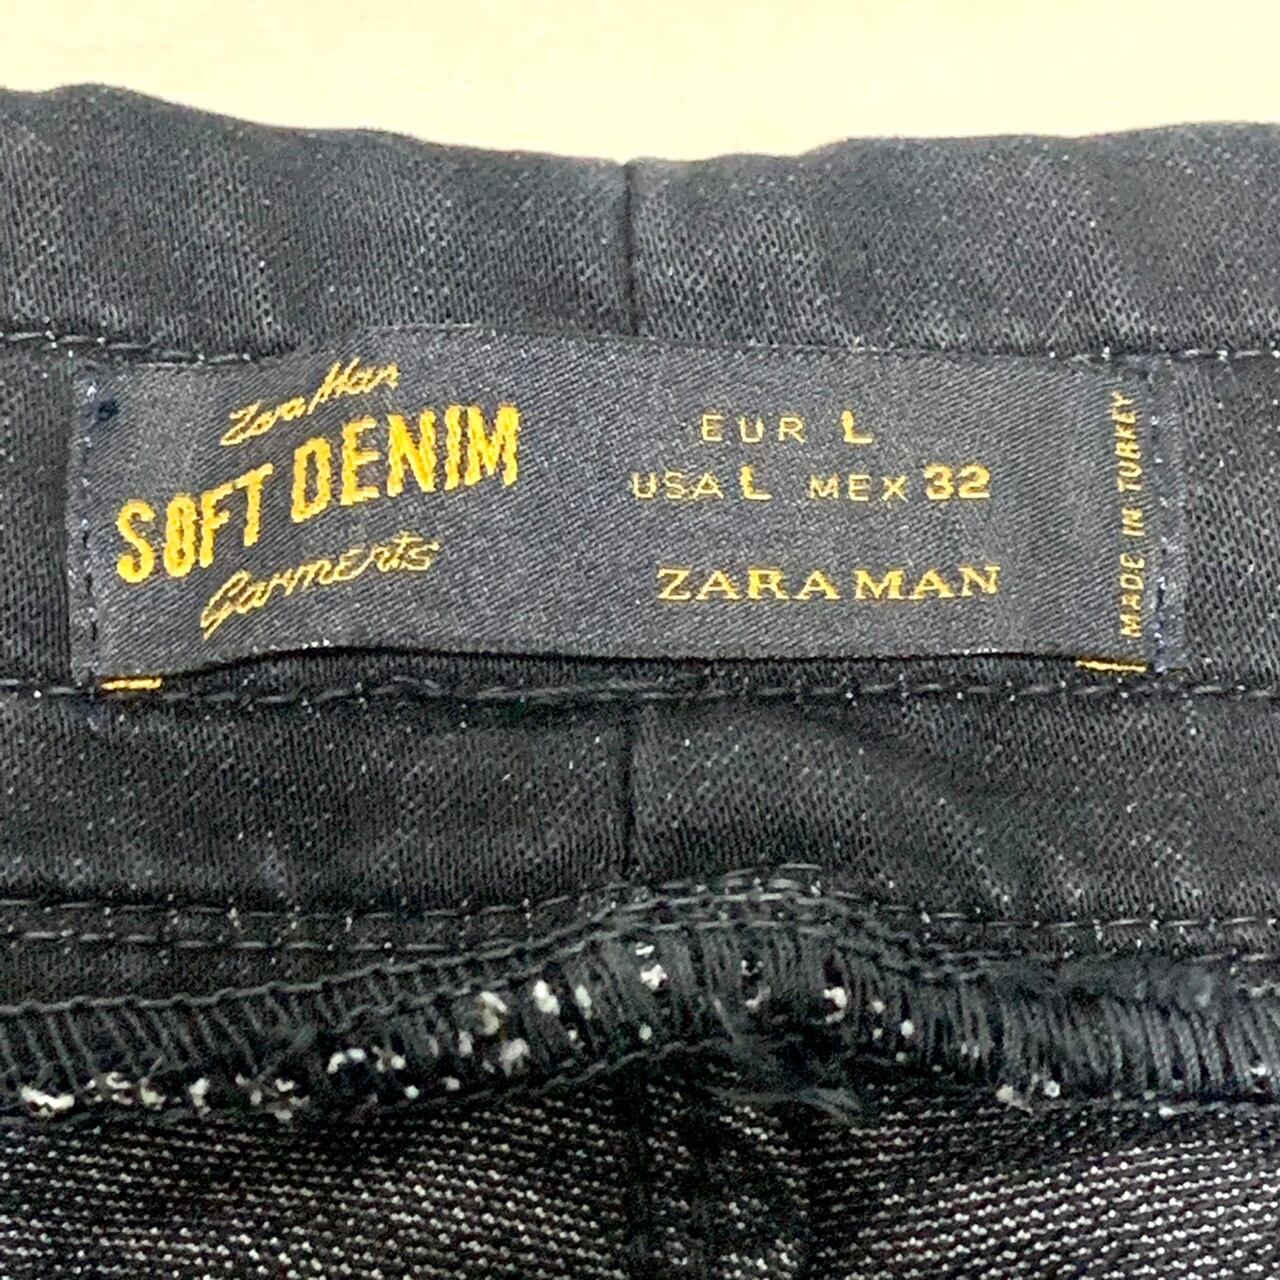 Zara Man
SOFT DENIM
Garments
EUR L
USA L MEX 32
ZARA MAN
MADE IN TURKEY